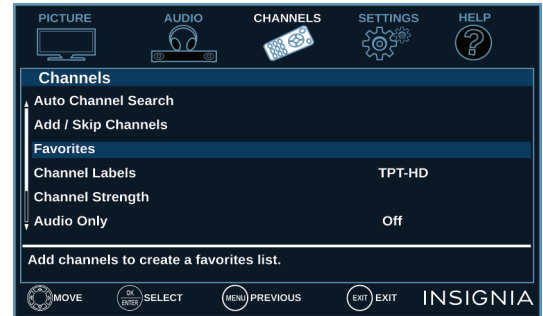 PICTURE AUDIO CHANNELS SETTINGS HELP
Channels
Auto Channel Search
Add / Skip Channels
Favorites
Channel Labels TPT-HD
Channel Strength
Audio Only Off
Add channels to create a favorites list.
MOVE OK ENTER SELECT MENU PREVIOUS EXIT EXIT INSIGNIA